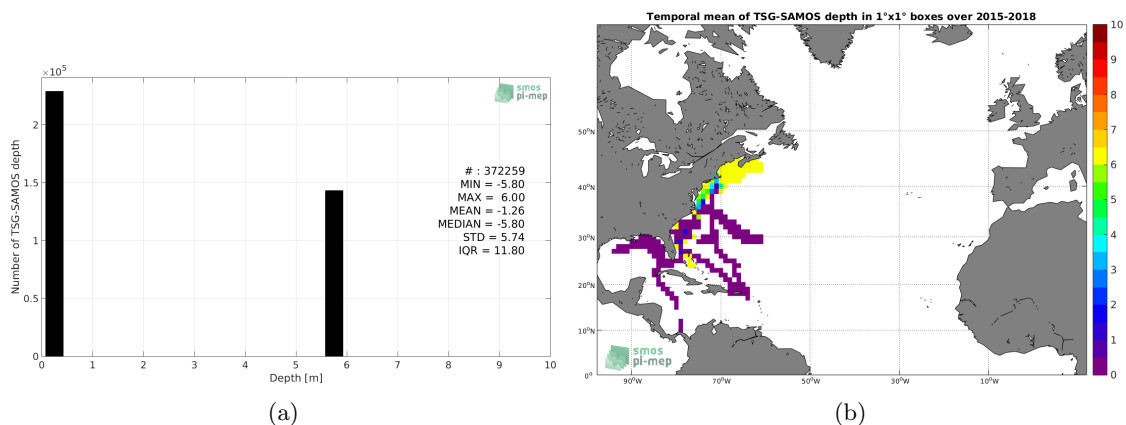 ×10⁵
2
1.5
1
0.5
0
Number of TSG-SAMOS depth
smos
pi-mep
# : 372259
MIN = -5.80
MAX = 6.00
MEAN = -1.26
MEDIAN = -5.80
STD = 5.74
IQR = 11.80
0 1 2 3 4 5 6 7 8 9 10
Depth [m]
(a)
Temporal mean of TSG-SAMOS depth in 1°x1° boxes over 2015-2018
50°N
40°N
30°N
20°N
10°N
0°
90°W 70°W 50°W 30°W 10°W
smos
pi-mep
10
9
8
7
6
5
4
3
2
1
0
(b)